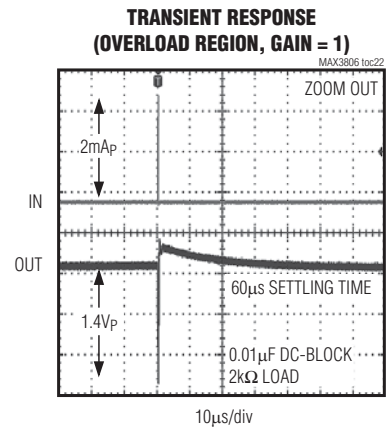 TRANSIENT RESPONSE
(OVERLOAD REGION, GAIN = 1)
MAX3806 toc22
T
ZOOM OUT
2mAP
IN
OUT
60μs SETTLING TIME
1.4VP
0.01μF DC-BLOCK
2kΩ LOAD
10μs/div